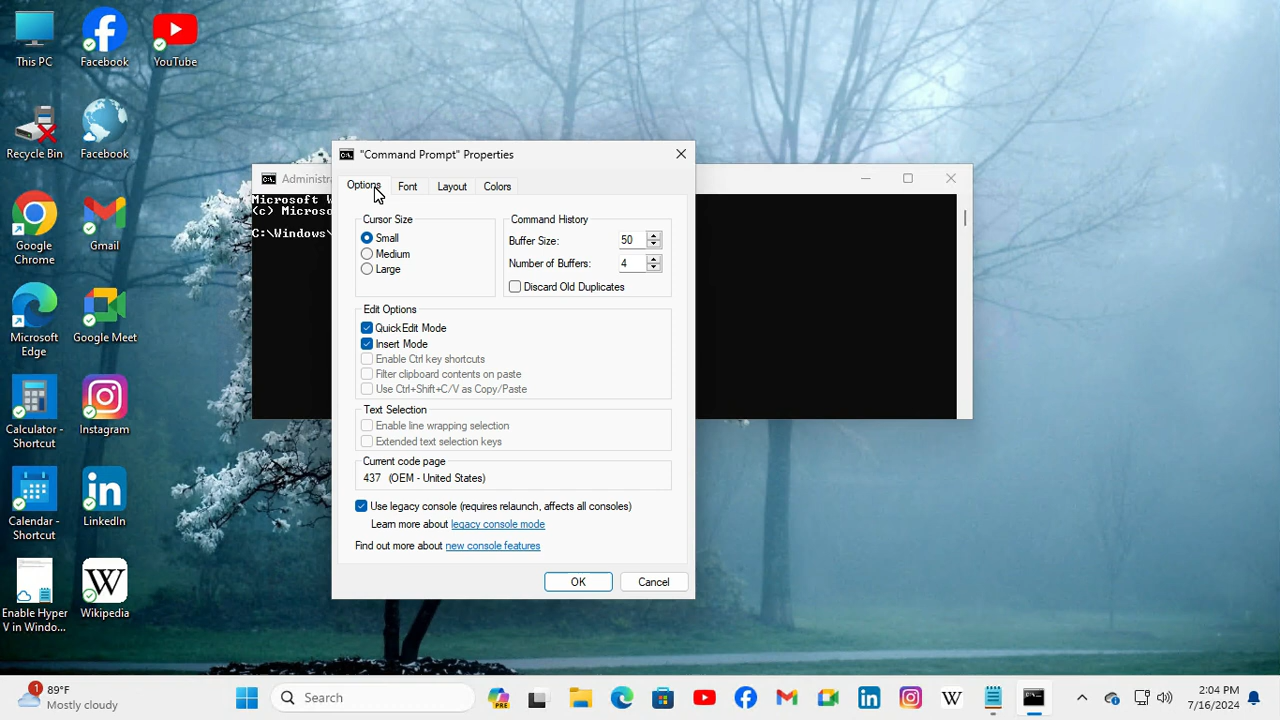 This PC
Facebook
YouTube
Recycle Bin
Facebook
Google
Chrome
Gmail
Microsoft
Edge
Google Meet
Calculator -
Shortcut
Instagram
Calendar -
Shortcut
LinkedIn
Enable Hyper
V in Windo...
Wikipedia
Administra
Microsoft W
(c) Microso
C:\Windows\
"Command Prompt" Properties
Options Font Layout Colors
Cursor Size
Small
Medium
Large
Command History
Buffer Size: 50
Number of Buffers: 4
Discard Old Duplicates
Edit Options
QuickEdit Mode
Insert Mode
Enable Ctrl key shortcuts
Filter clipboard contents on paste
Use Ctrl+Shift+C/V as Copy/Paste
Text Selection
Enable line wrapping selection
Extended text selection keys
Current code page
437 (OEM - United States)
Use legacy console (requires relaunch, affects all consoles)
Learn more about legacy console mode
Find out more about new console features
OK Cancel
1
89°F
Mostly cloudy
Search
PRE
2:04 PM
7/16/2024